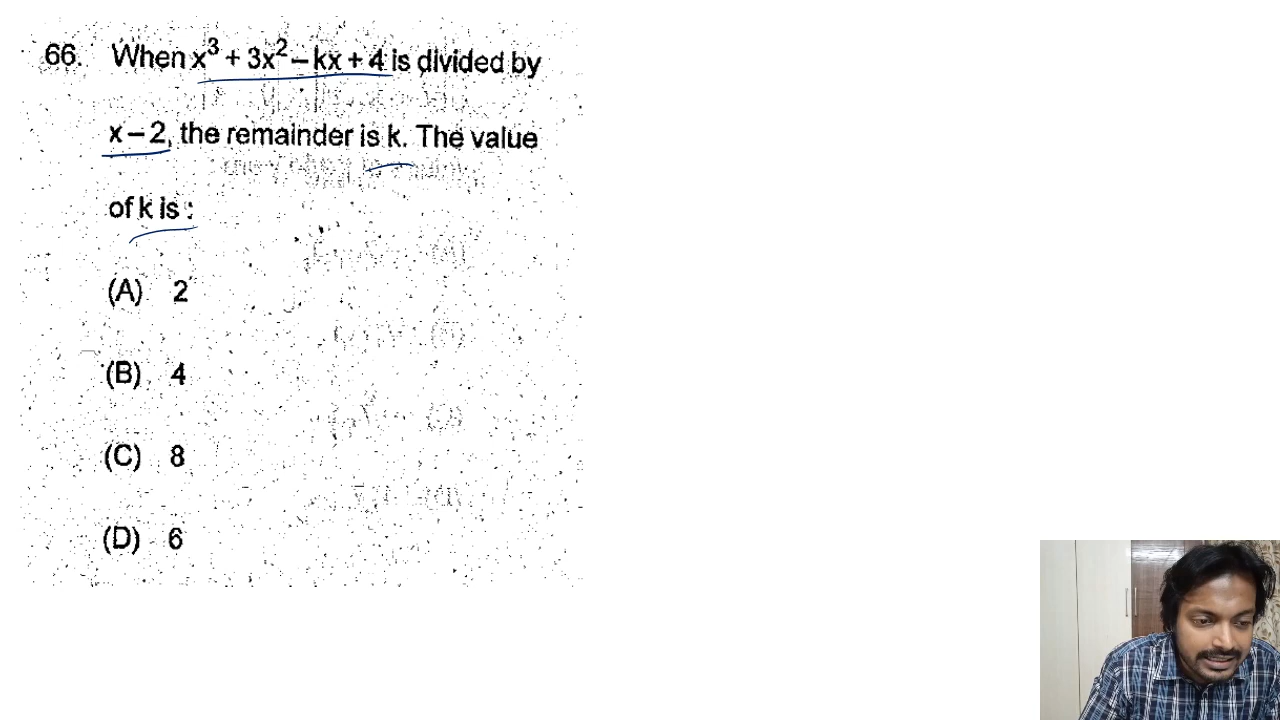 66. When x³ + 3x² – kx + 4 is divided by
x – 2, the remainder is k. The value
of k is :
(A) 2
(B) 4
(C) 8
(D) 6